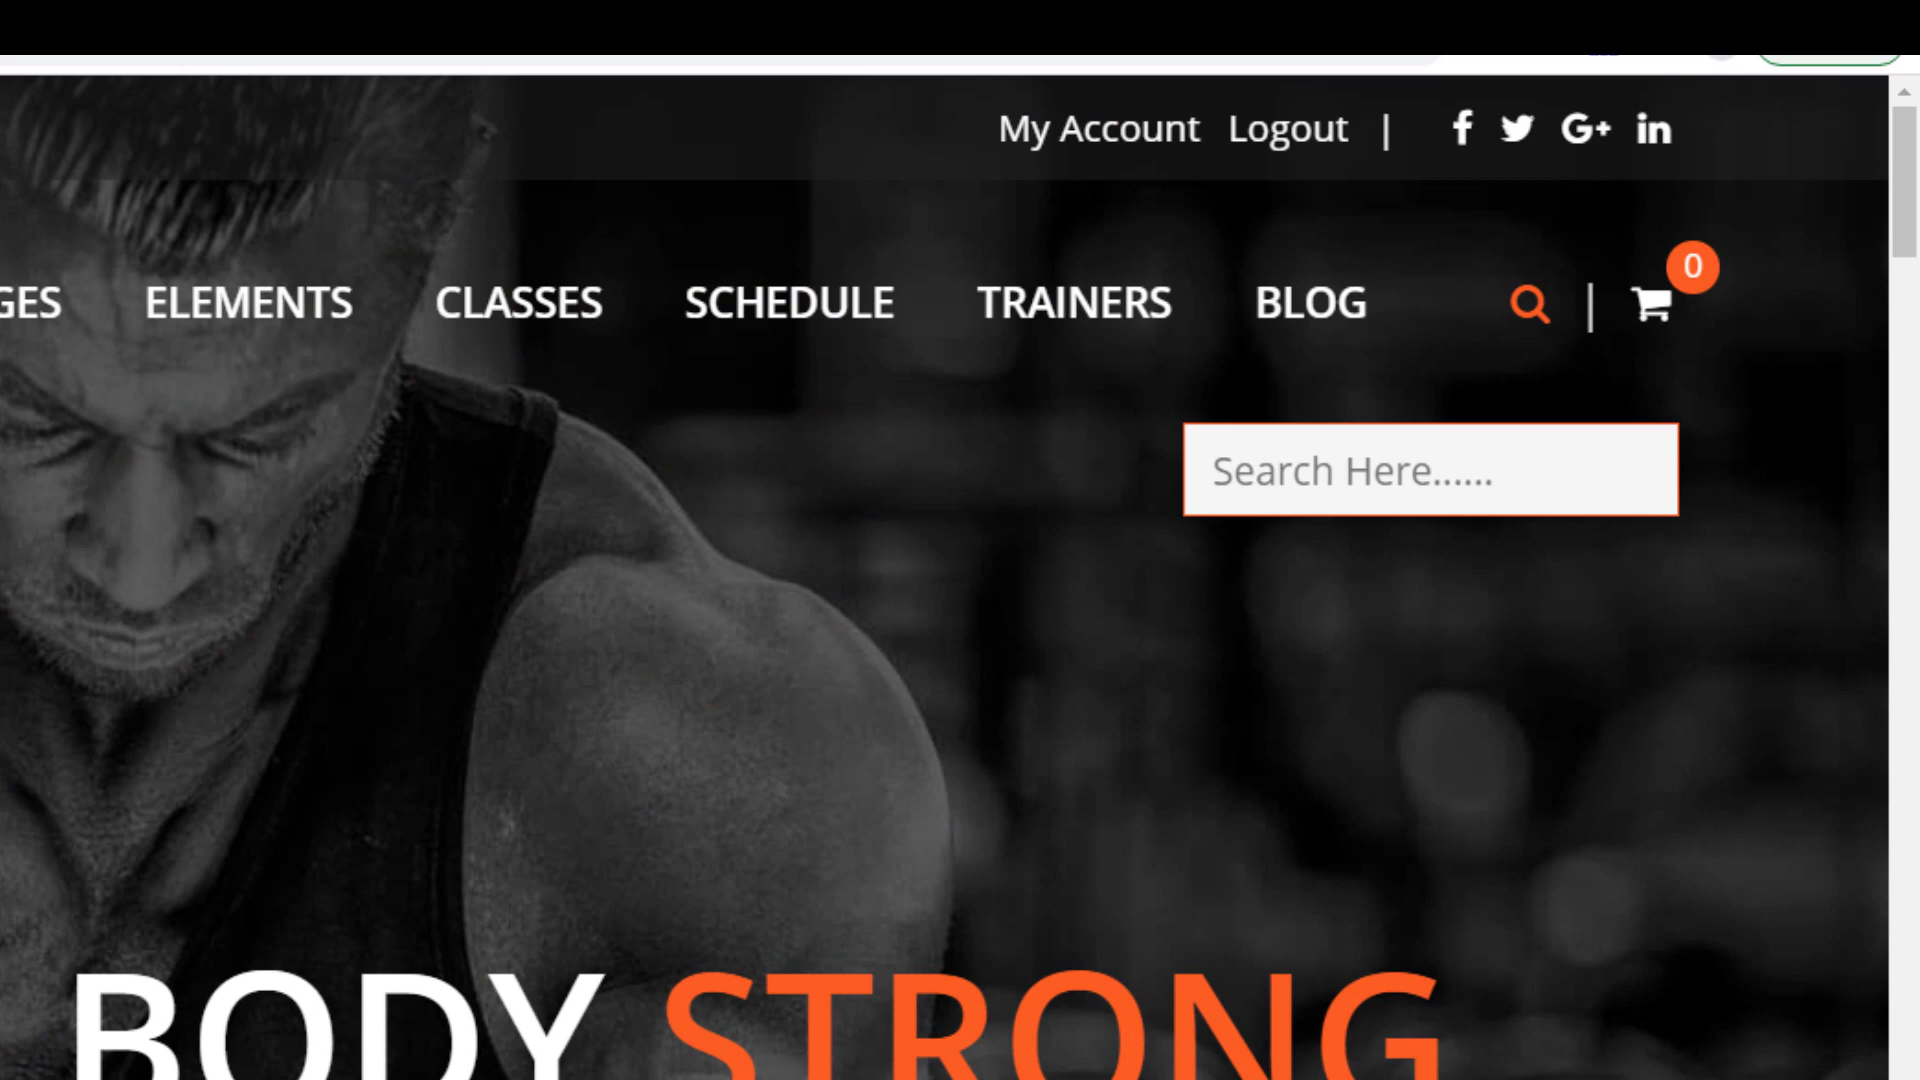 My Account Logout |
GES ELEMENTS CLASSES SCHEDULE TRAINERS BLOG | 0
Search Here......
BODY STRONG